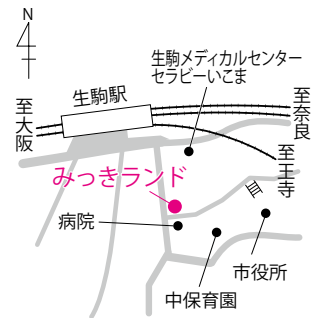 N
生駒メディカルセンター
セラビーいこま
生駒駅
至奈良
至大阪
至王寺
みっきランド
病院
市役所
中保育園